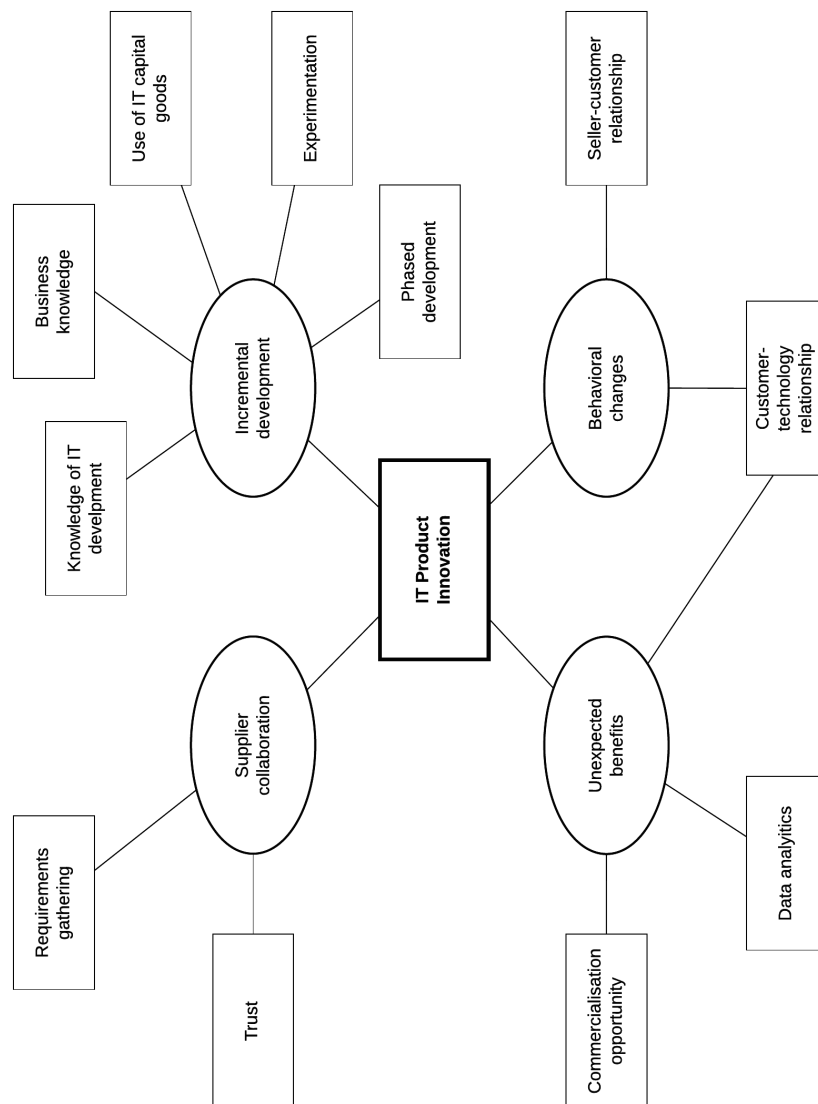 Requirements
gathering
Trust
Supplier
collaboration
Knowledge of IT
develpment
Business
knowledge
Use of IT capital
goods
Experimentation
Phased
development
Incremental
development
IT Product
Innovation
Unexpected
benefits
Commercialisation
opportunity
Data analyitics
Behavioral
changes
Seller-customer
relationship
Customer-
technology
relationship